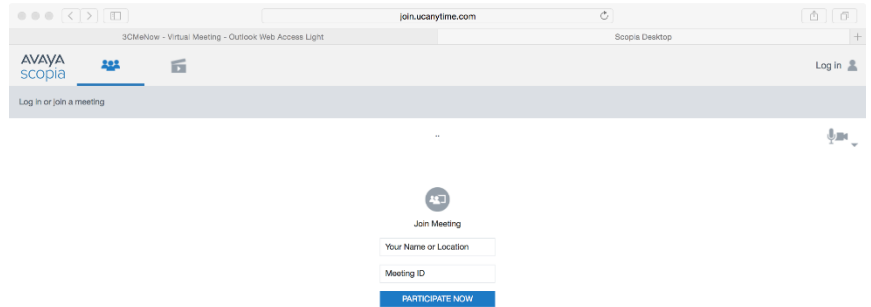 join.ucanytime.com
3CMeNow - Virtual Meeting - Outlook Web Access Light
Scopia Desktop
AVAYA
scopia
Log in
Log in or join a meeting
..
Join Meeting
Your Name or Location
Meeting ID
PARTICIPATE NOW